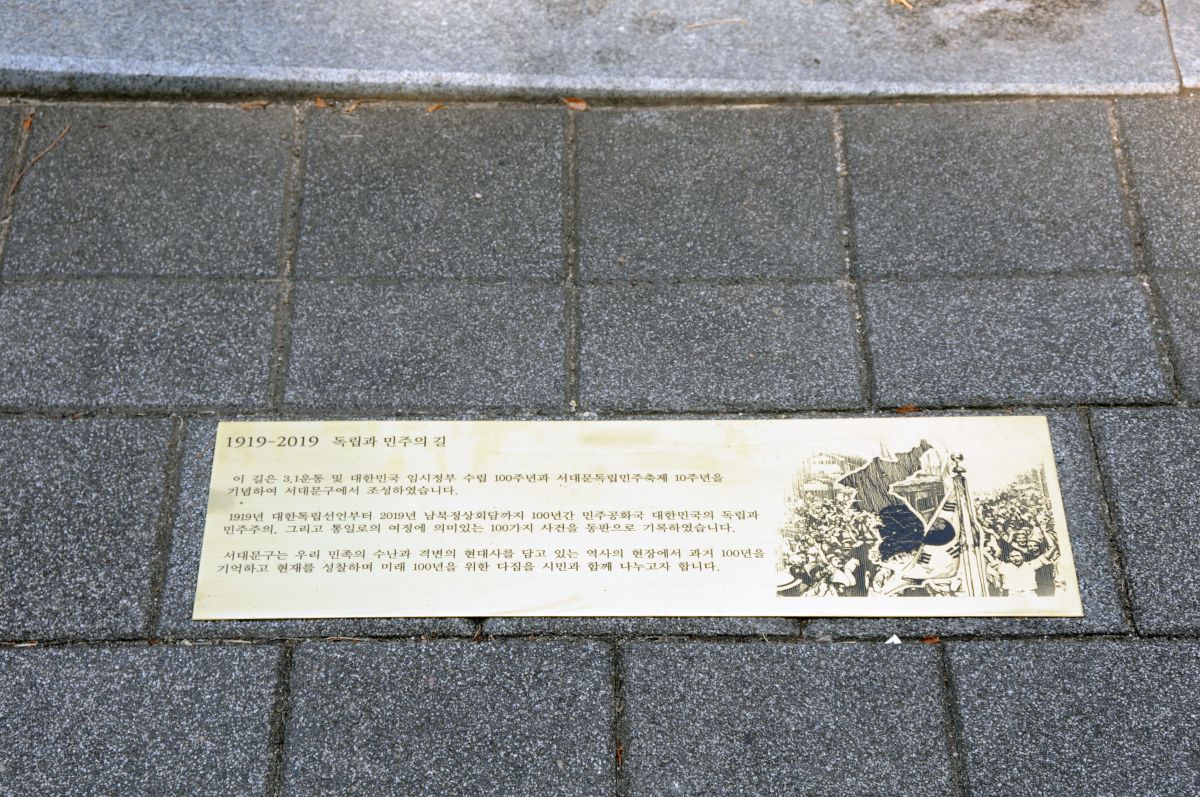 1919-2019 독립과 민주의 길
이 길은 3.1운동 및 대한민국 임시정부 수립 100주년과 서대문독립민주축제 10주년을
기념하여 서대문구에서 조성하였습니다.
1919년 대한독립선언부터 2019년 남북정상회담까지 100년간 민주공화국 대한민국의 독립과
민주주의, 그리고 통일로의 여정에 의미있는 100가지 사건을 동판으로 기록하였습니다.
서대문구는 우리 민족의 수난과 격변의 현대사를 담고 있는 역사의 현장에서 과거 100년을
기억하고 현재를 성찰하며 미래 100년을 위한 다짐을 시민과 함께 나누고자 합니다.